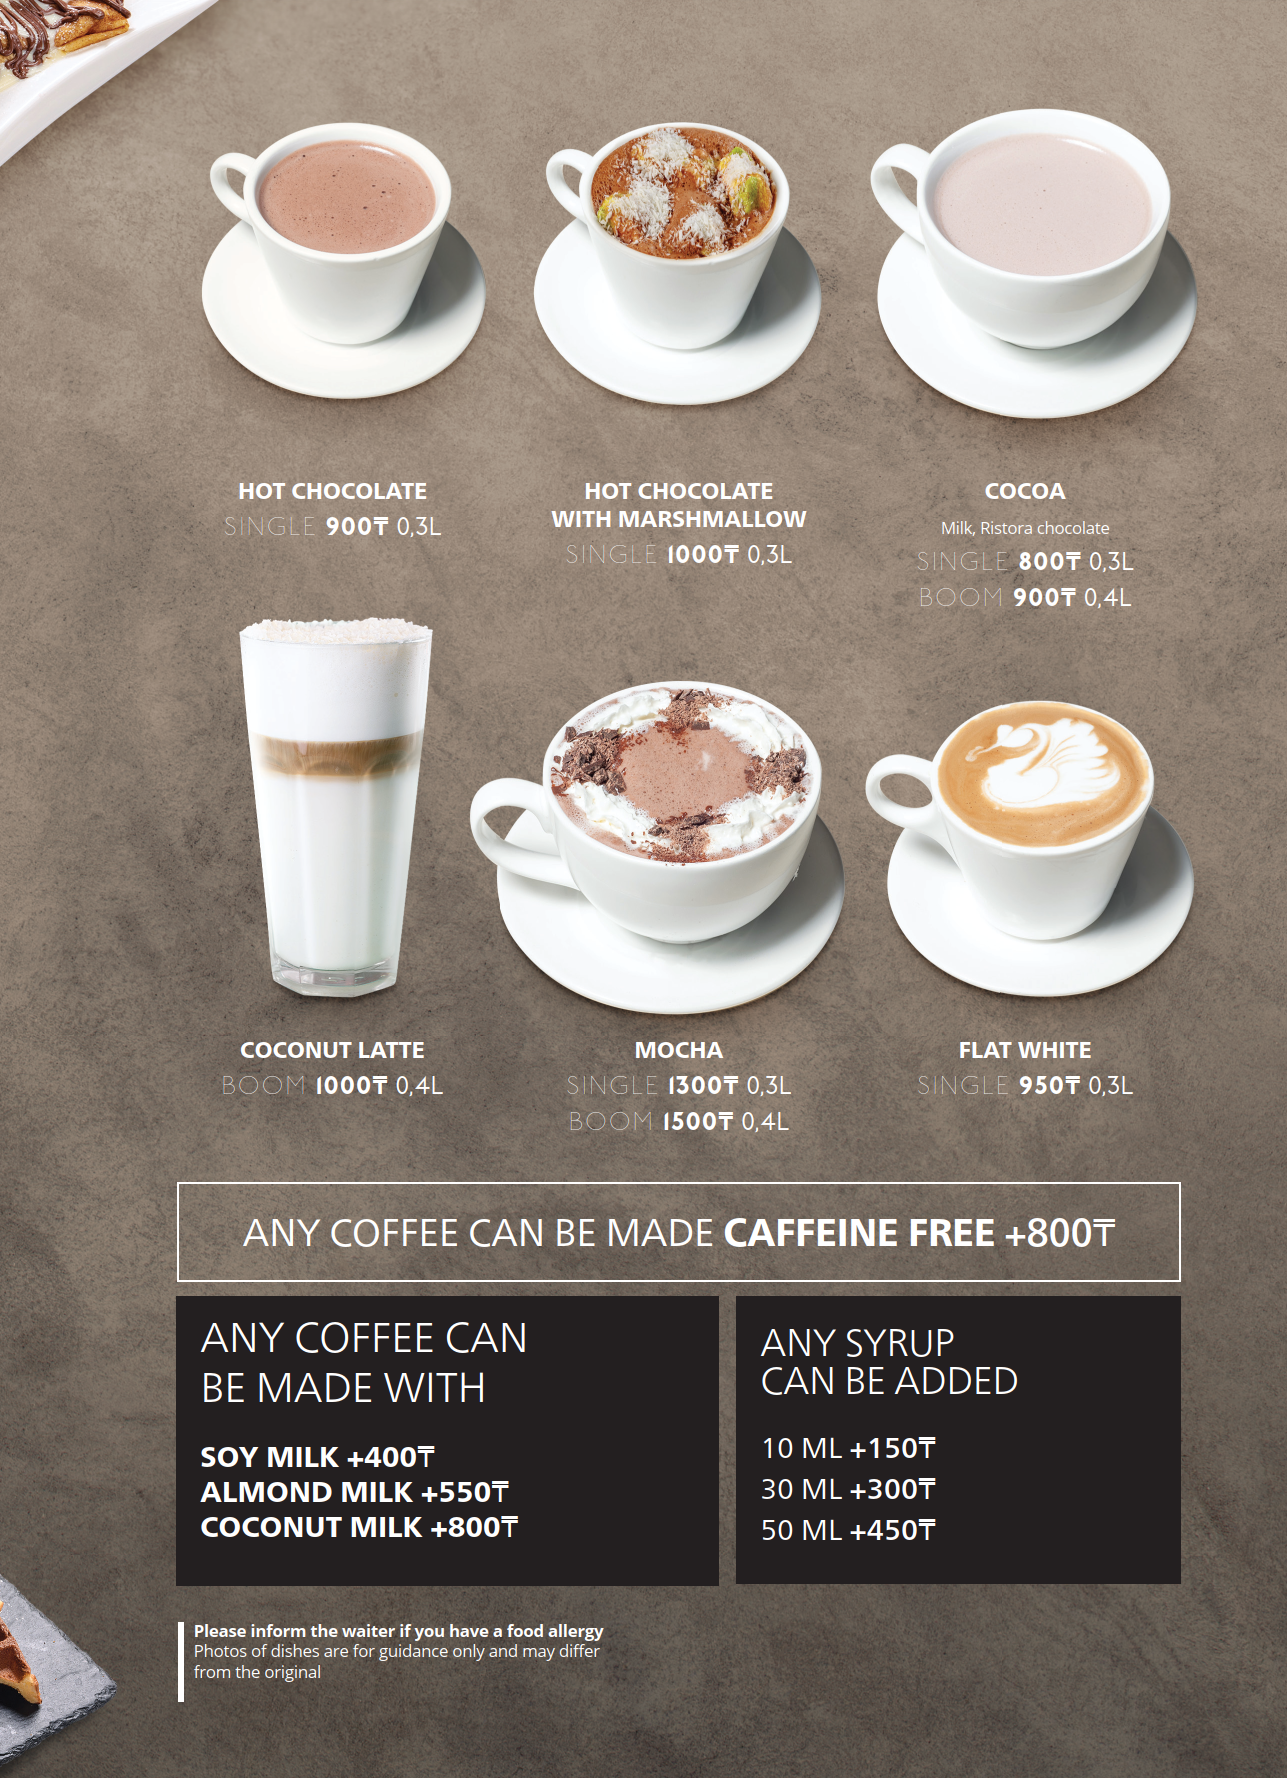 HOT CHOCOLATE
SINGLE 900₸ 0,3L
HOT CHOCOLATE
WITH MARSHMALLOW
SINGLE 1000₸ 0,3L
COCOA
Milk, Ristora chocolate
SINGLE 800₸ 0,3L
BOOM 900₸ 0,4L
COCONUT LATTE
BOOM 1000₸ 0,4L
MOCHA
SINGLE 1300₸ 0,3L
BOOM 1500₸ 0,4L
FLAT WHITE
SINGLE 950₸ 0,3L
ANY COFFEE CAN BE MADE CAFFEINE FREE +800₸
ANY COFFEE CAN
BE MADE WITH
SOY MILK +400₸
ALMOND MILK +550₸
COCONUT MILK +800₸
ANY SYRUP
CAN BE ADDED
10 ML +150₸
30 ML +300₸
50 ML +450₸
Please inform the waiter if you have a food allergy
Photos of dishes are for guidance only and may differ
from the original